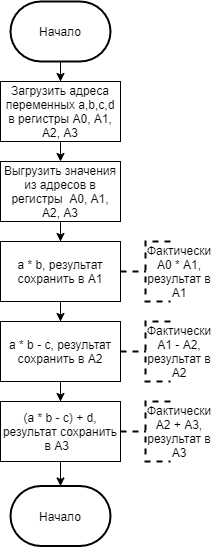 Начало
Загрузить адреса
переменных a,b,c,d
в регистры A0, A1,
A2, A3
Выгрузить значения
из адресов в
регистры  A0, A1,
A2, A3
a * b, результат
сохранить в A1
Фактически
A0 * A1,
результат в
A1
a * b - c, результат
сохранить в A2
Фактически
A1 - A2,
результат в
A2
(a * b - c) + d,
результат сохранить
в A3
Фактически
A2 + A3,
результат в
A3
Начало